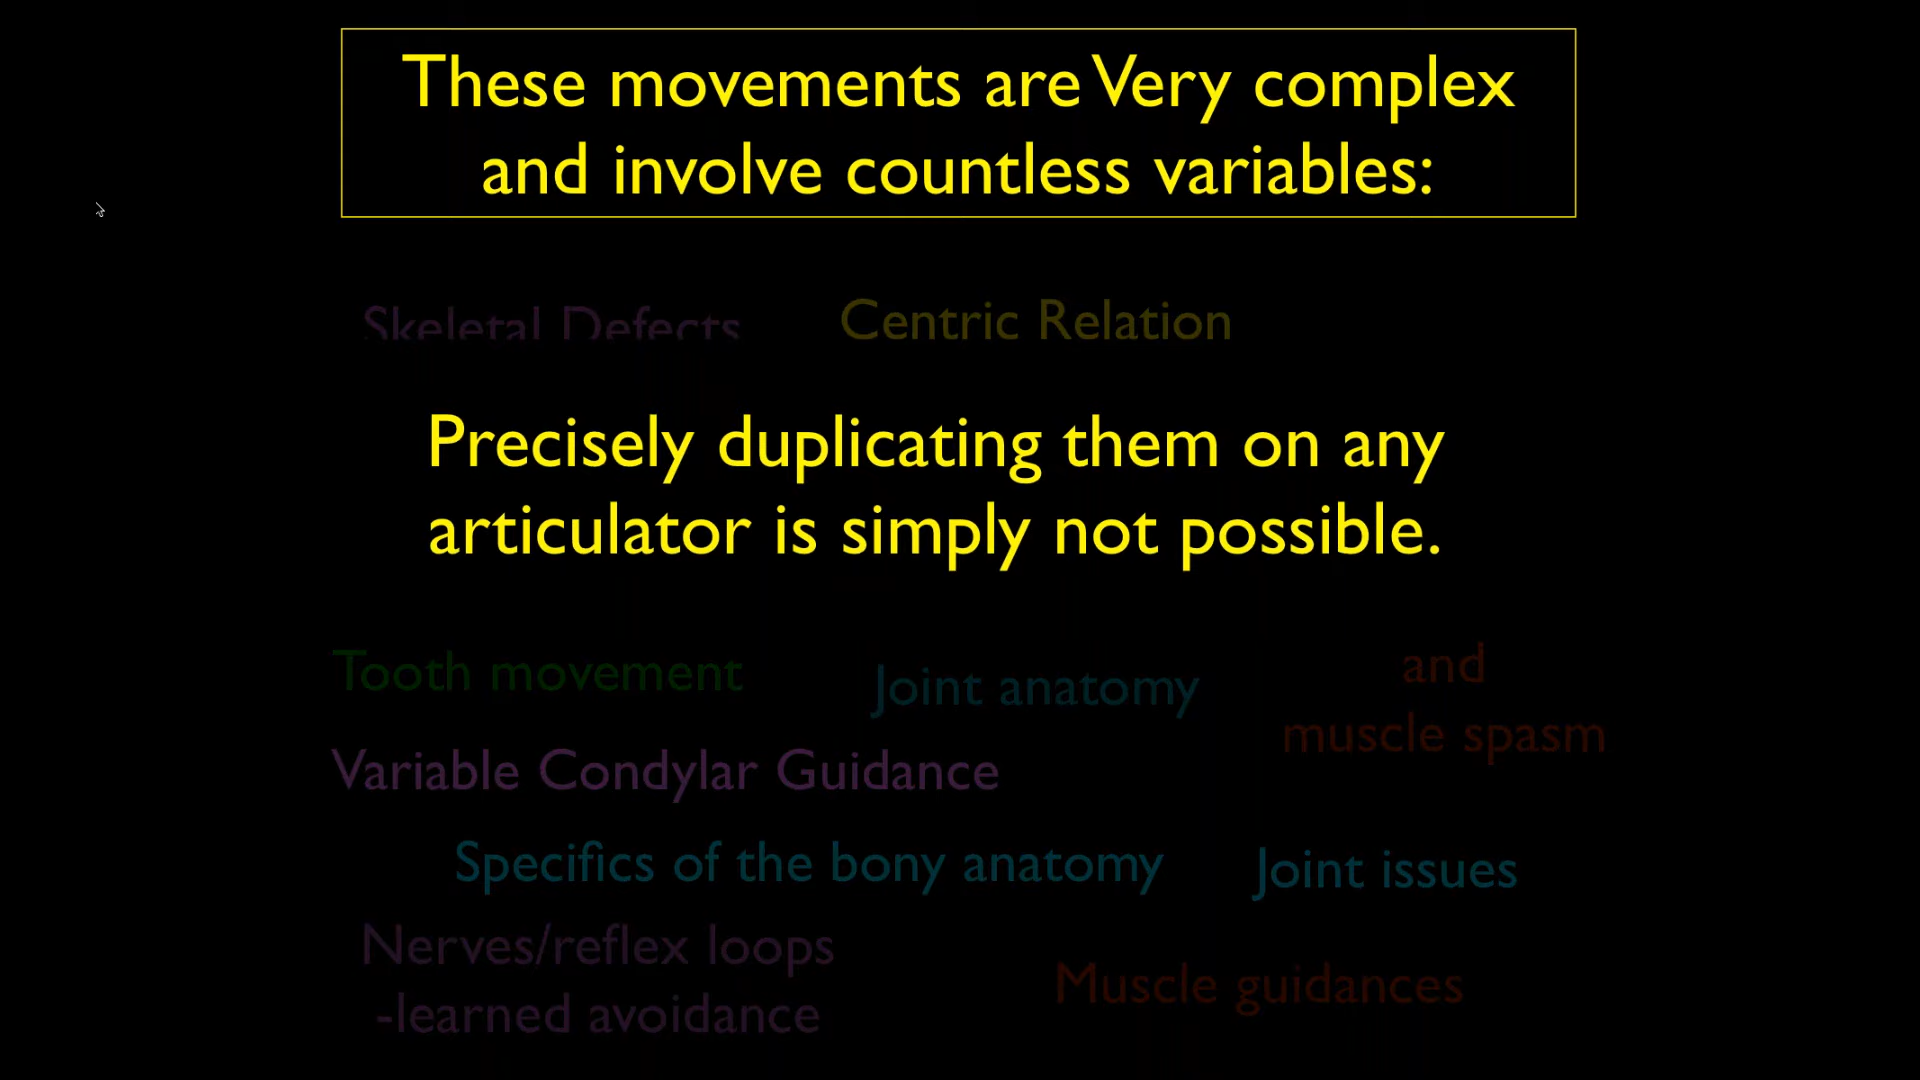 These movements are Very complex
and involve countless variables:
Skeletal Defects
Centric Relation
Precisely duplicating them on any
articulator is simply not possible.
Tooth movement
Joint anatomy
and
muscle spasm
Variable Condylar Guidance
Specifics of the bony anatomy
Joint issues
Nerves/reflex loops
-learned avoidance
Muscle guidances